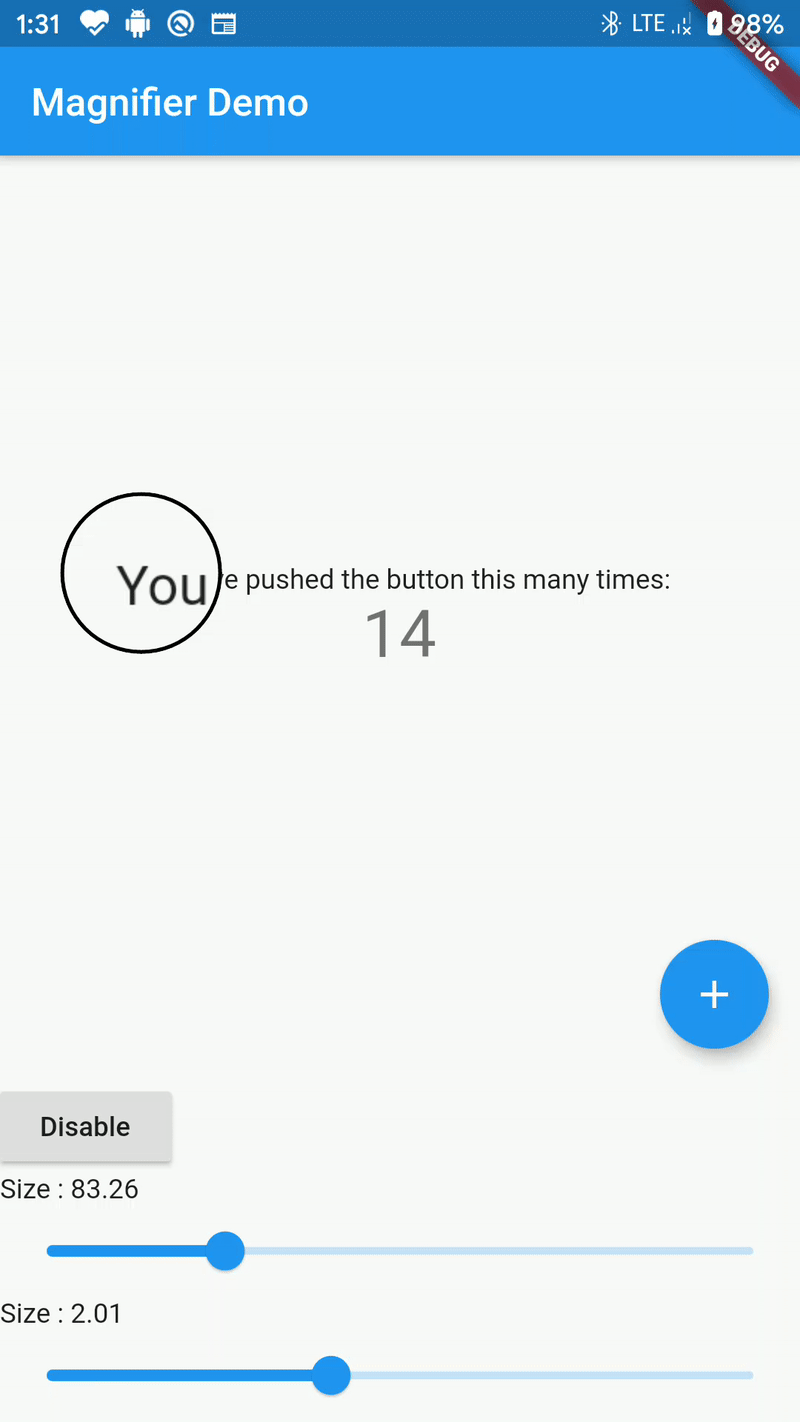 1:31 LTE 98%
DEBUG
Magnifier Demo
You e pushed the button this many times:
14
+
Disable
Size : 83.26
Size : 2.01